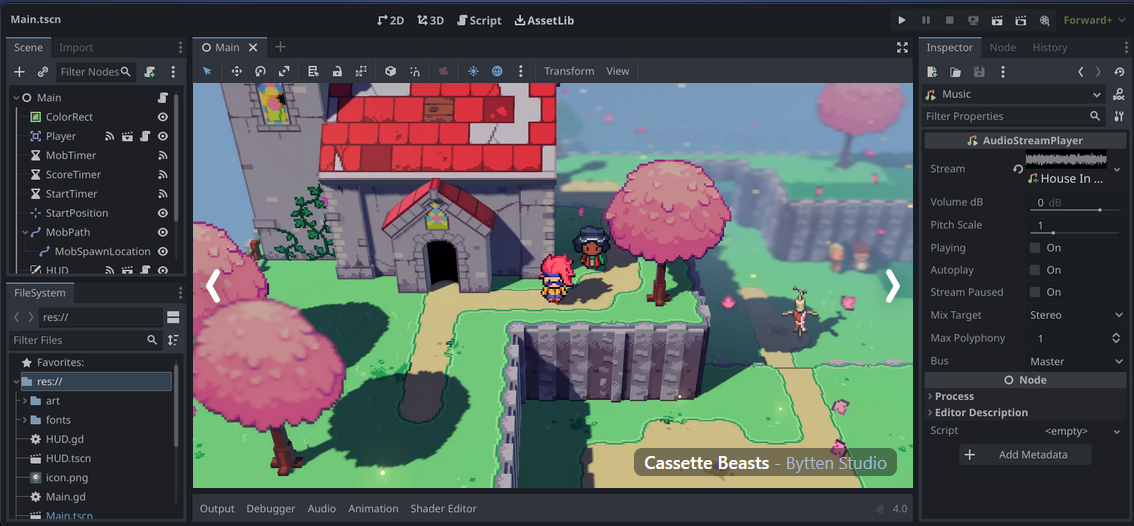 Main.tscn
2D 3D Script AssetLib
Forward+
Scene Import
Filter Nodes
Main
ColorRect
Player
MobTimer
ScoreTimer
StartTimer
StartPosition
MobPath
MobSpawnLocation
HUD
FileSystem
res://
Filter Files
Favorites:
res://
art
fonts
HUD.gd
HUD.tscn
icon.png
Main.gd
Main.tscn
Main
Transform View
Cassette Beasts - Bytten Studio
Output Debugger Audio Animation Shader Editor 4.0
Inspector Node History
Music
Filter Properties
AudioStreamPlayer
Stream House In ...
Volume dB 0 dB
Pitch Scale 1
Playing On
Autoplay On
Stream Paused On
Mix Target Stereo
Max Polyphony 1
Bus Master
Node
Process
Editor Description
Script <empty>
Add Metadata